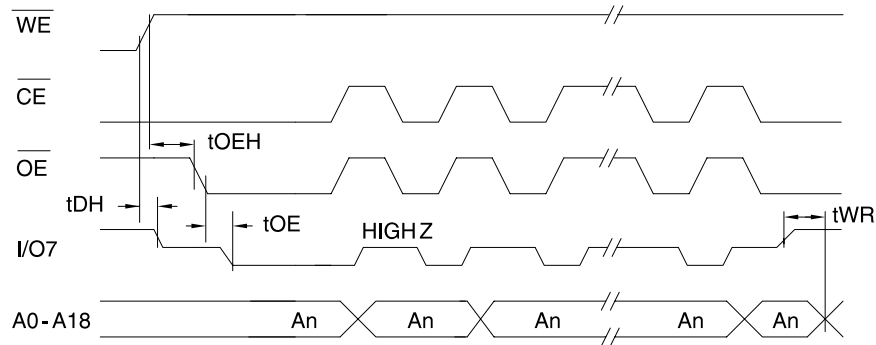 WE
CE
tOEH
OE
tDH
tOE
tWR
I/O7
HIGH Z
A0-A18
An
An
An
An
An